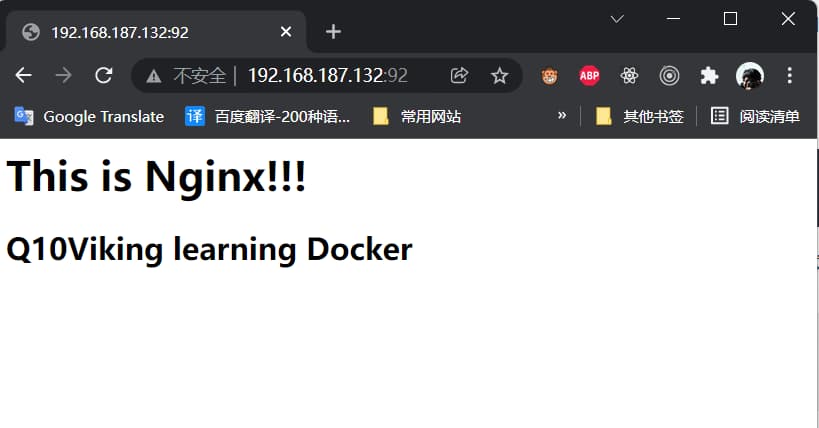 192.168.187.132:92
不安全 | 192.168.187.132:92
ABP
Google Translate 译 百度翻译-200种语... 常用网站 » 其他书签 阅读清单
This is Nginx!!!
Q10Viking learning Docker